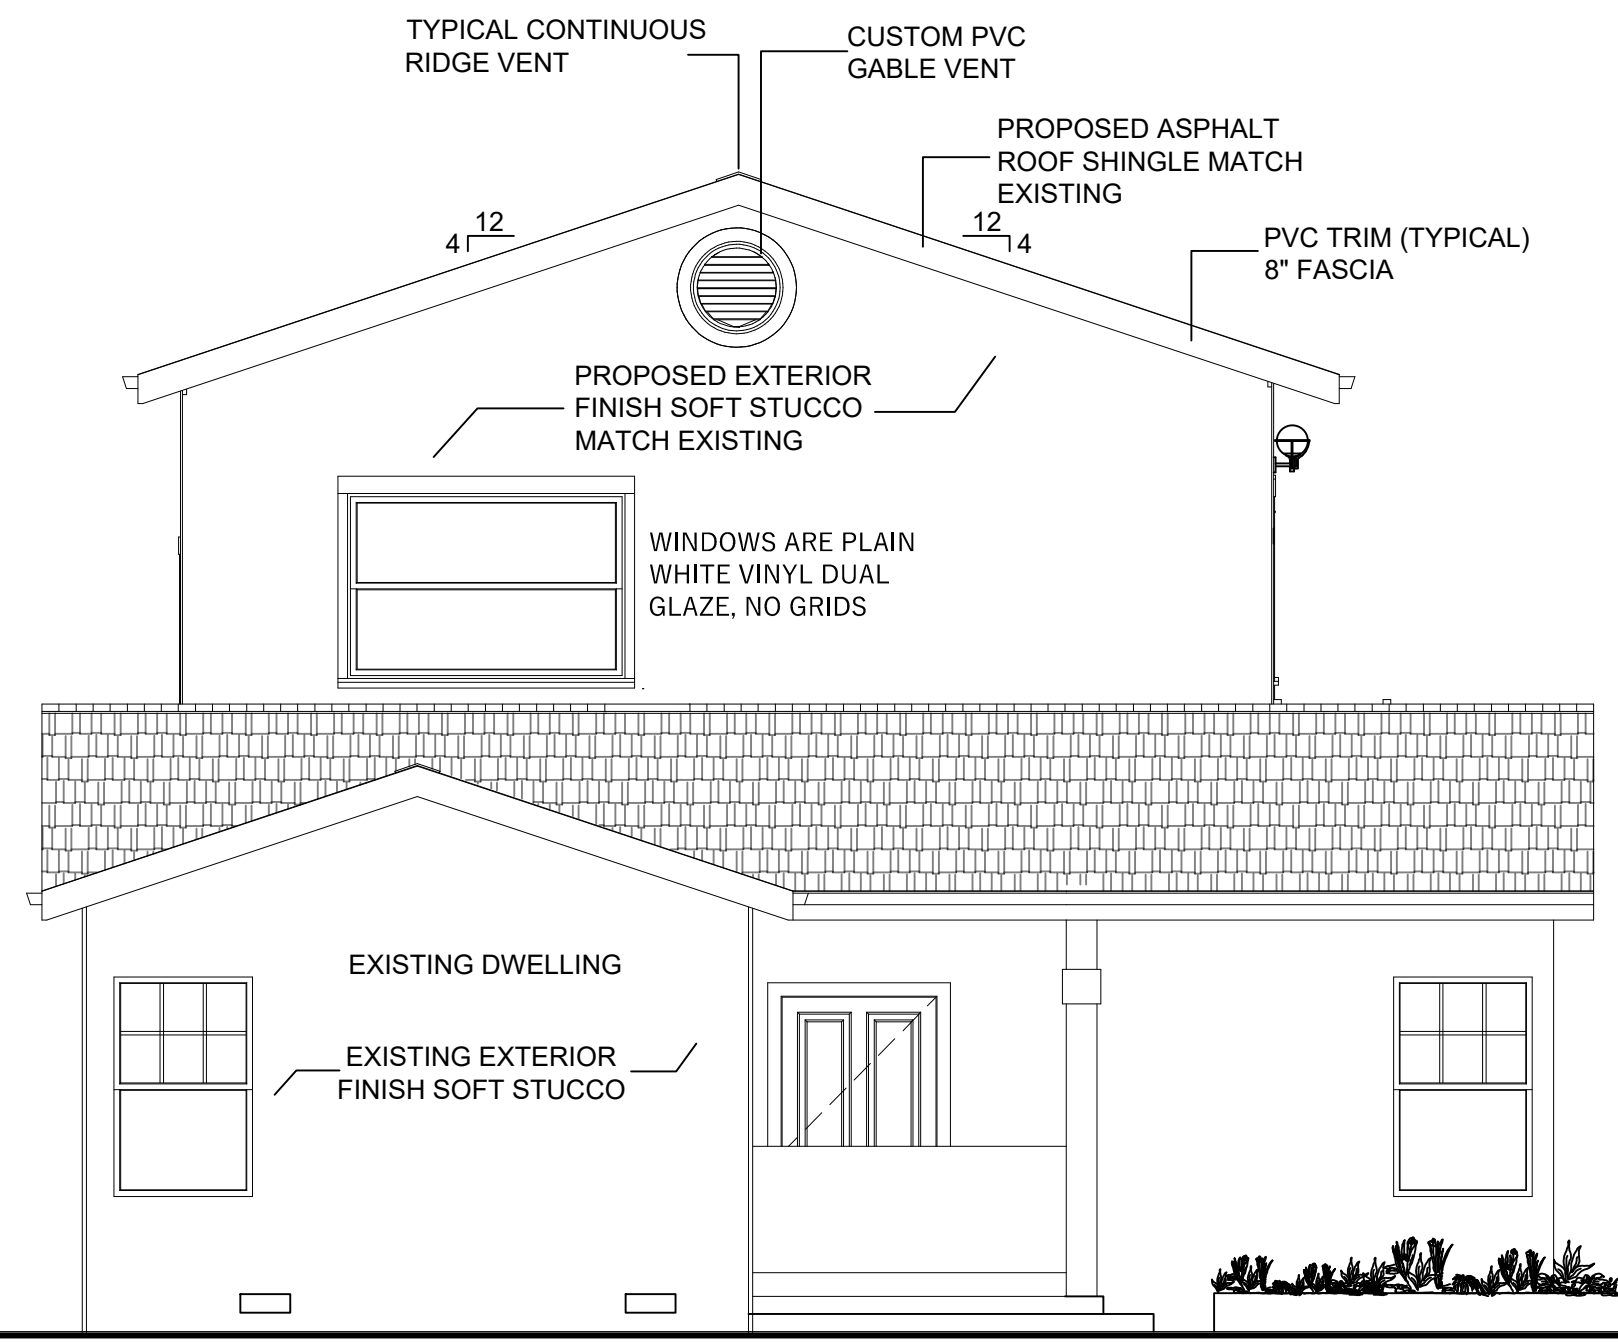 TYPICAL CONTINUOUS
RIDGE VENT
CUSTOM PVC
GABLE VENT
PROPOSED ASPHALT
ROOF SHINGLE MATCH
EXISTING
12
4
12
4
PVC TRIM (TYPICAL)
8" FASCIA
PROPOSED EXTERIOR
FINISH SOFT STUCCO
MATCH EXISTING
WINDOWS ARE PLAIN
WHITE VINYL DUAL
GLAZE, NO GRIDS
EXISTING DWELLING
EXISTING EXTERIOR
FINISH SOFT STUCCO